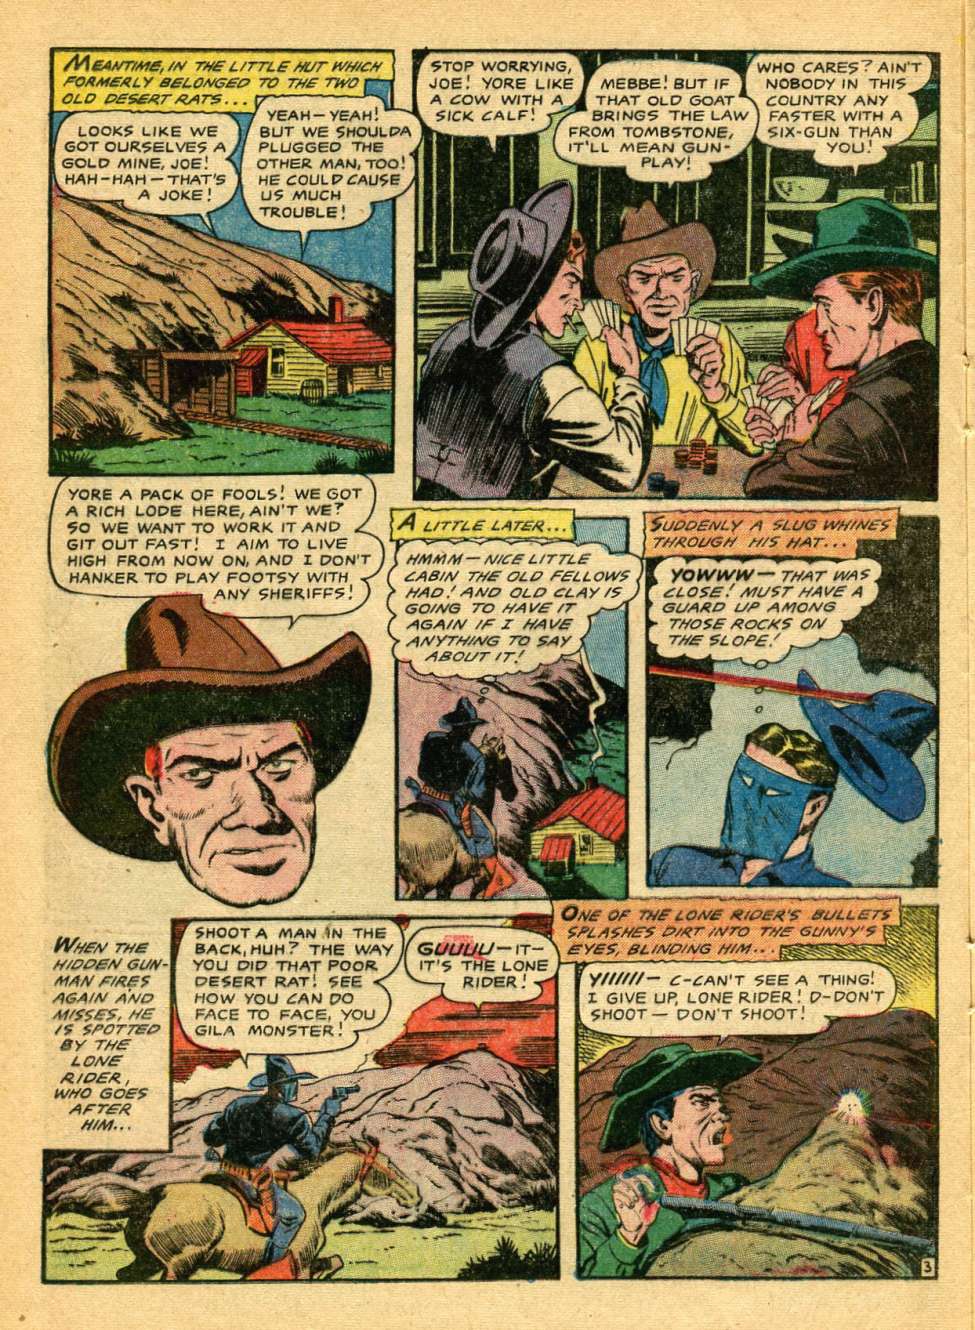 MEANTIME, IN THE LITTLE HUT WHICH
FORMERLY BELONGED TO THE TWO
OLD DESERT RATS...
LOOKS LIKE WE
GOT OURSELVES A
GOLD MINE, JOE!
HAH-HAH- THAT'S
A JOKE!
YEAH-YEAH!
BUT WE SHOULDA
PLUGGED THE
OTHER MAN, TOO!
HE COULD CAUSE
US MUCH
TROUBLE!
STOP WORRYING,
JOE! YORE LIKE
A COW WITH A
SICK CALF!
MEBBE! BUT IF
THAT OLD GOAT
BRINGS THE LAW
FROM TOMBSTONE,
IT'LL MEAN GUN-
PLAY!
WHO CARES? AIN'T
NOBODY IN THIS
COUNTRY ANY
FASTER WITH A
SIX-GUN THAN
YOU!
YORE A PACK OF FOOLS! WE GOT
A RICH LODE HERE, AIN'T WE?
SO WE WANT TO WORK IT AND
GIT OUT FAST! I AIM TO LIVE
HIGH FROM NOW ON, AND I DON'T
HANKER TO PLAY FOOTSY WITH
ANY SHERIFFS!
A LITTLE LATER...
HMMM-NICE LITTLE
CABIN THE OLD FELLOWS
HAD! AND OLD CLAY IS
GOING TO HAVE IT
AGAIN IF I HAVE
ANYTHING TO SAY
ABOUT IT!
SUDDENLY A SLUG WHINES
THROUGH HIS HAT...
YOWWW- THAT WAS
CLOSE! MUST HAVE A
GUARD UP AMONG
THOSE ROCKS ON
THE SLOPE!
WHEN THE
HIDDEN GUN-
MAN FIRES
AGAIN AND
MISSES, HE
IS SPOTTED
BY THE
LONE
RIDER,
WHO GOES
AFTER
HIM...
SHOOT A MAN IN THE
BACK, HUH? THE WAY
YOU DID THAT POOR
DESERT RAT! SEE
HOW YOU CAN DO
FACE TO FACE, YOU
GILA MONSTER!
GUUUU-IT-
IT'S THE LONE
RIDER!
ONE OF THE LONE RIDER'S BULLETS
SPLASHES DIRT INTO THE GUNNY'S
EYES, BLINDING HIM...
YIIIIII- C-CAN'T SEE A THING!
I GIVE UP, LONE RIDER! D-DON'T
SHOOT- DON'T SHOOT!
3